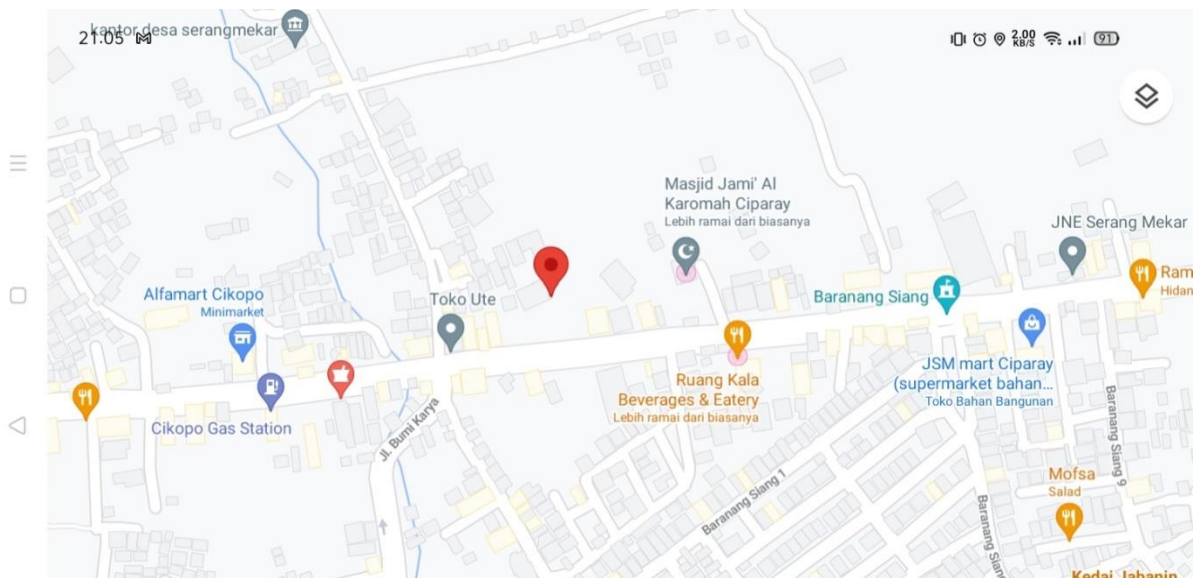 kantor desa serangmekar
21:05
2.00
KB/S
91
Masjid Jami' Al
Karomah Ciparay
Lebih ramai dari biasanya
JNE Serang Mekar
Ram
Hidan
Baranang Siang
Alfamart Cikopo
Minimarket
Toko Ute
JSM mart Ciparay
(supermarket bahan...
Toko Bahan Bangunan
Ruang Kala
Beverages & Eatery
Lebih ramai dari biasanya
Cikopo Gas Station
Jl. Bumi Karya
Baranang Siang 1
Baranang Siang 9
Baranang Siang
Mofsa
Salad
Kedai Jabanin